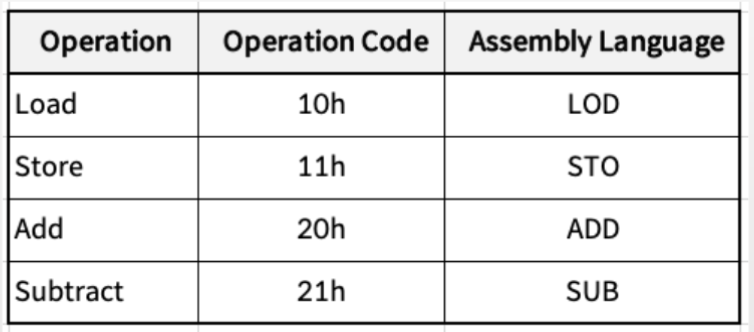 Operation Operation Code Assembly Language
Load 10h LOD
Store 11h STO
Add 20h ADD
Subtract 21h SUB